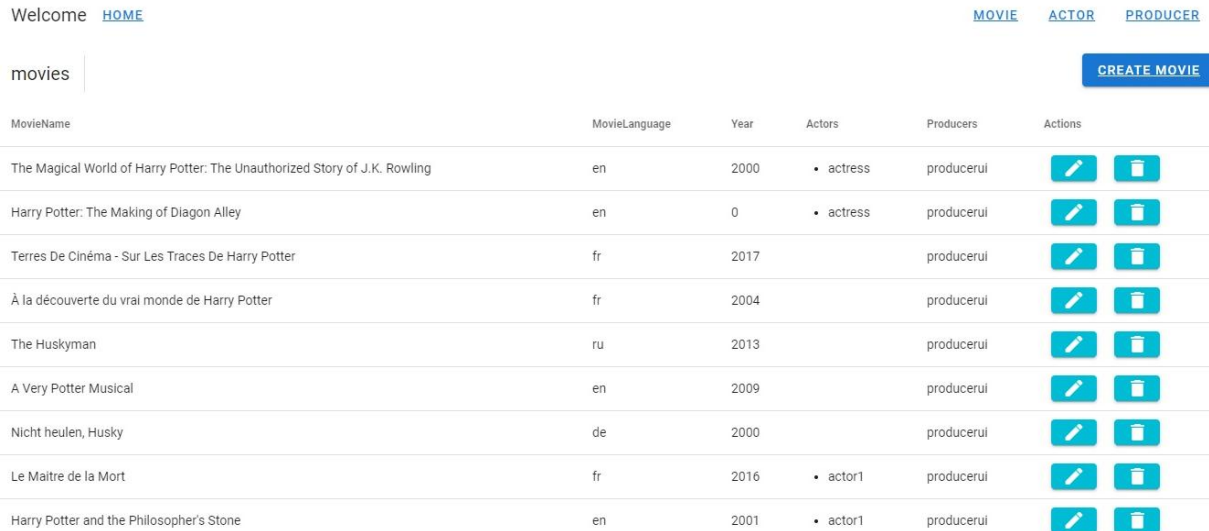 Welcome HOME MOVIE ACTOR PRODUCER
movies CREATE MOVIE
MovieName MovieLanguage Year Actors Producers Actions
The Magical World of Harry Potter: The Unauthorized Story of J.K. Rowling en 2000 • actress producerui
Harry Potter: The Making of Diagon Alley en 0 • actress producerui
Terres De Cinéma - Sur Les Traces De Harry Potter fr 2017 producerui
À la découverte du vrai monde de Harry Potter fr 2004 producerui
The Huskyman ru 2013 producerui
A Very Potter Musical en 2009 producerui
Nicht heulen, Husky de 2000 producerui
Le Maitre de la Mort fr 2016 • actor1 producerui
Harry Potter and the Philosopher's Stone en 2001 • actor1 producerui